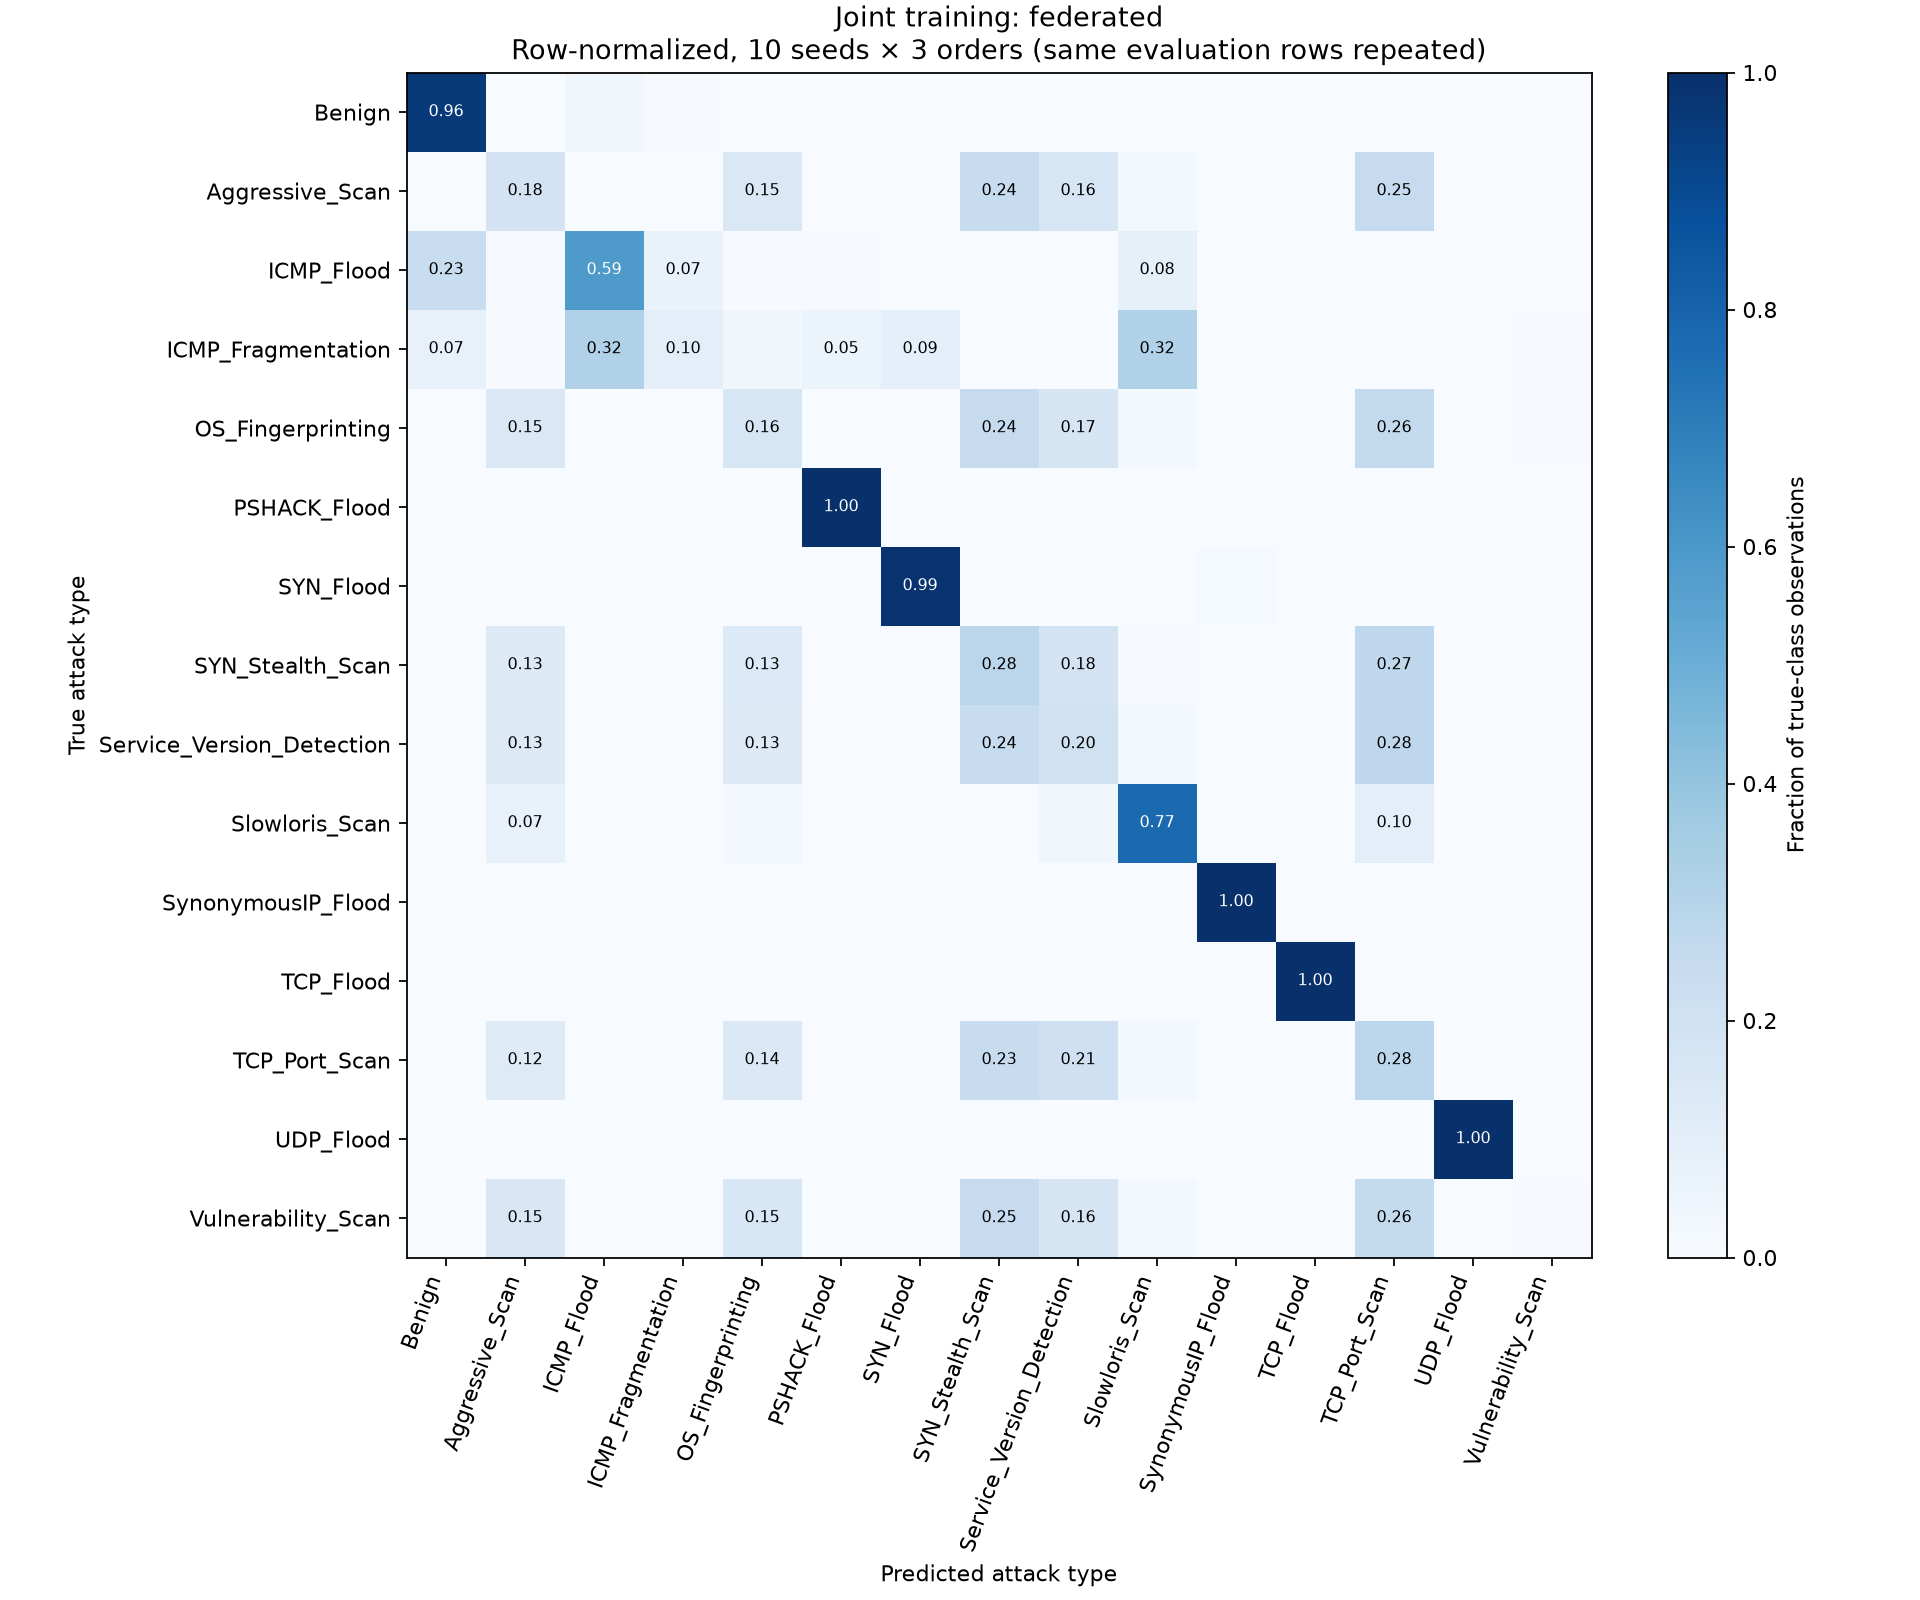 Joint training: federated
Row-normalized, 10 seeds × 3 orders (same evaluation rows repeated)
True attack type
Benign 0.96
Aggressive_Scan 0.18 0.15 0.24 0.16 0.25
ICMP_Flood 0.23 0.59 0.07 0.08
ICMP_Fragmentation 0.07 0.32 0.10 0.05 0.09 0.32
OS_Fingerprinting 0.15 0.16 0.24 0.17 0.26
PSHACK_Flood 1.00
SYN_Flood 0.99
SYN_Stealth_Scan 0.13 0.13 0.28 0.18 0.27
Service_Version_Detection 0.13 0.13 0.24 0.20 0.28
Slowloris_Scan 0.07 0.77 0.10
SynonymousIP_Flood 1.00
TCP_Flood 1.00
TCP_Port_Scan 0.12 0.14 0.23 0.21 0.28
UDP_Flood 1.00
Vulnerability_Scan 0.15 0.15 0.25 0.16 0.26
Benign
Aggressive_Scan
ICMP_Flood
ICMP_Fragmentation
OS_Fingerprinting
PSHACK_Flood
SYN_Flood
SYN_Stealth_Scan
Service_Version_Detection
Slowloris_Scan
SynonymousIP_Flood
TCP_Flood
TCP_Port_Scan
UDP_Flood
Vulnerability_Scan
Predicted attack type
1.0
0.8
0.6
0.4
0.2
0.0
Fraction of true-class observations